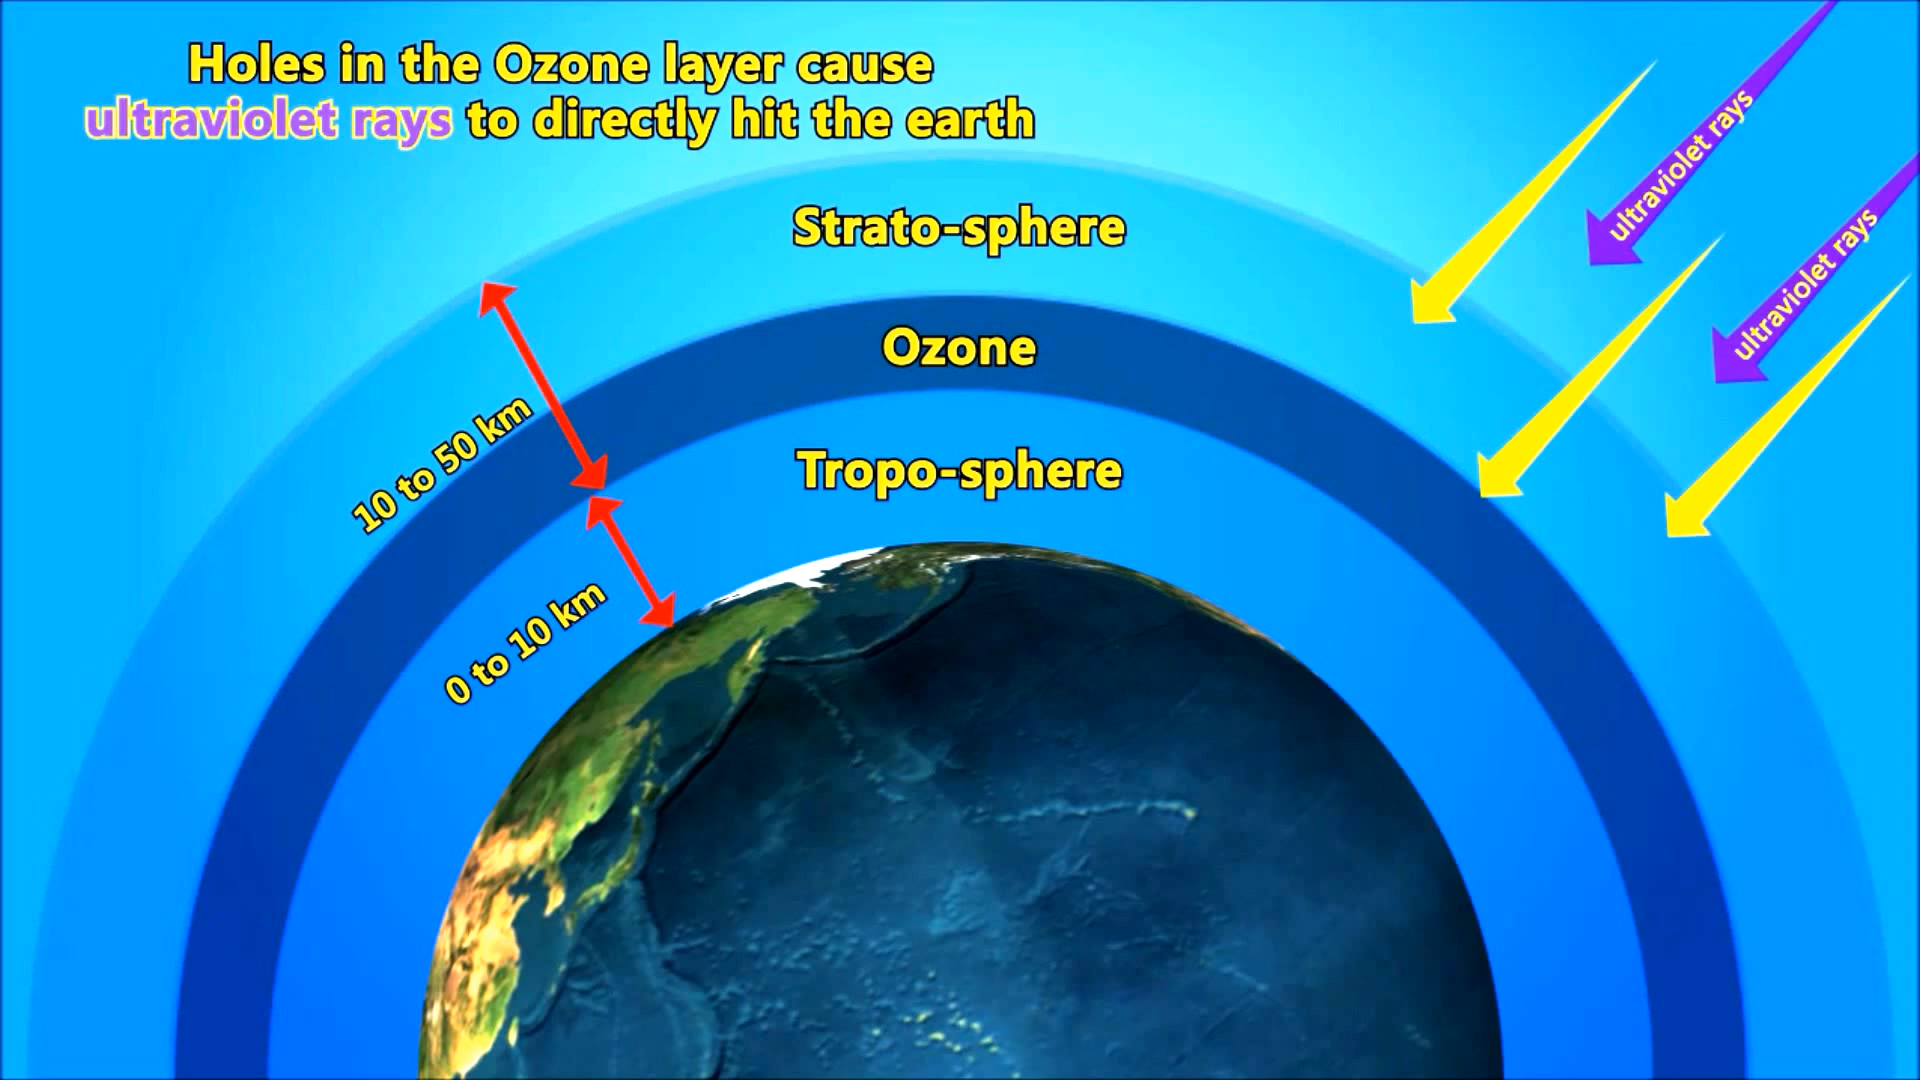 Holes in the Ozone layer cause
ultraviolet rays to directly hit the earth
Strato-sphere
Ozone
Tropo-sphere
10 to 50 km
0 to 10 km
ultraviolet rays
ultraviolet rays